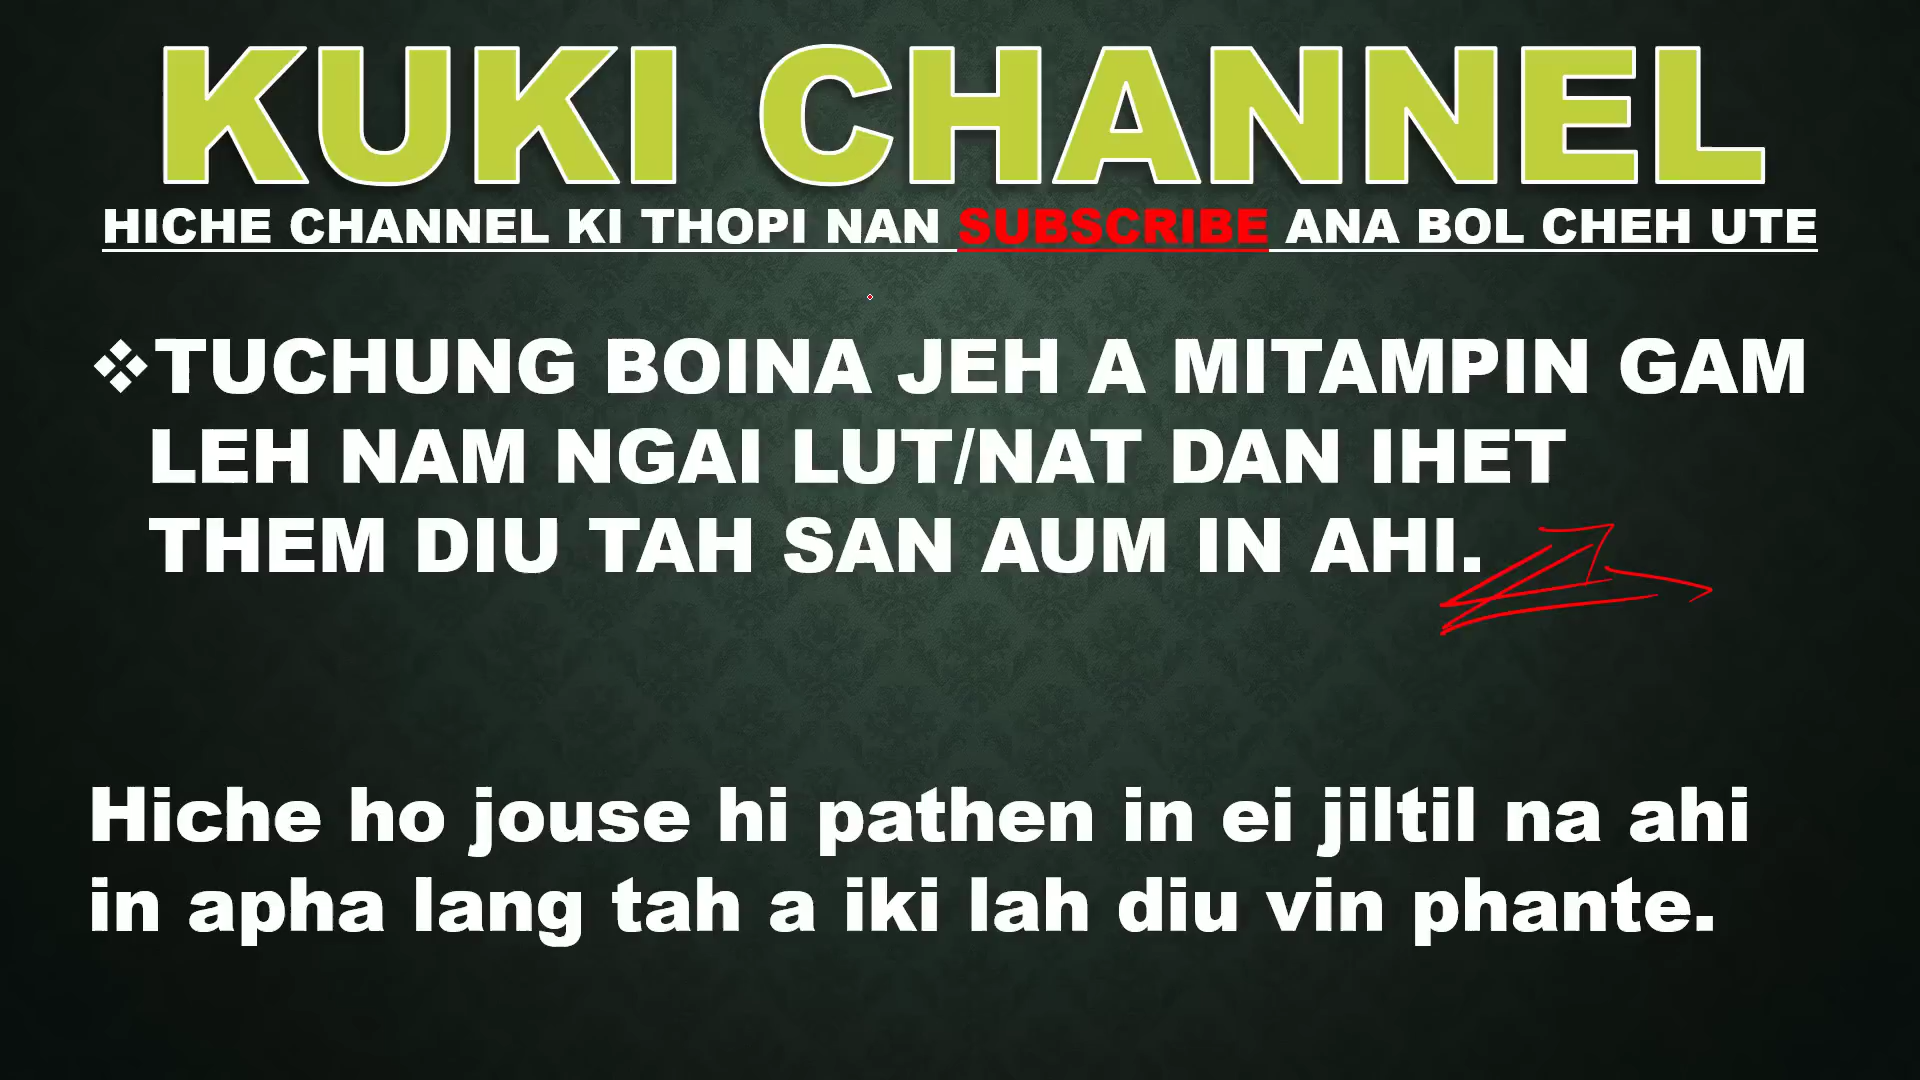 KUKI CHANNEL
HICHE CHANNEL KI THOPI NAN SUBSCRIBE ANA BOL CHEH UTE
❖TUCHUNG BOINA JEH A MITAMPIN GAM
LEH NAM NGAI LUT/NAT DAN IHET
THEM DIU TAH SAN AUM IN AHI.
Hiche ho jouse hi pathen in ei jiltil na ahi
in apha lang tah a iki lah diu vin phante.